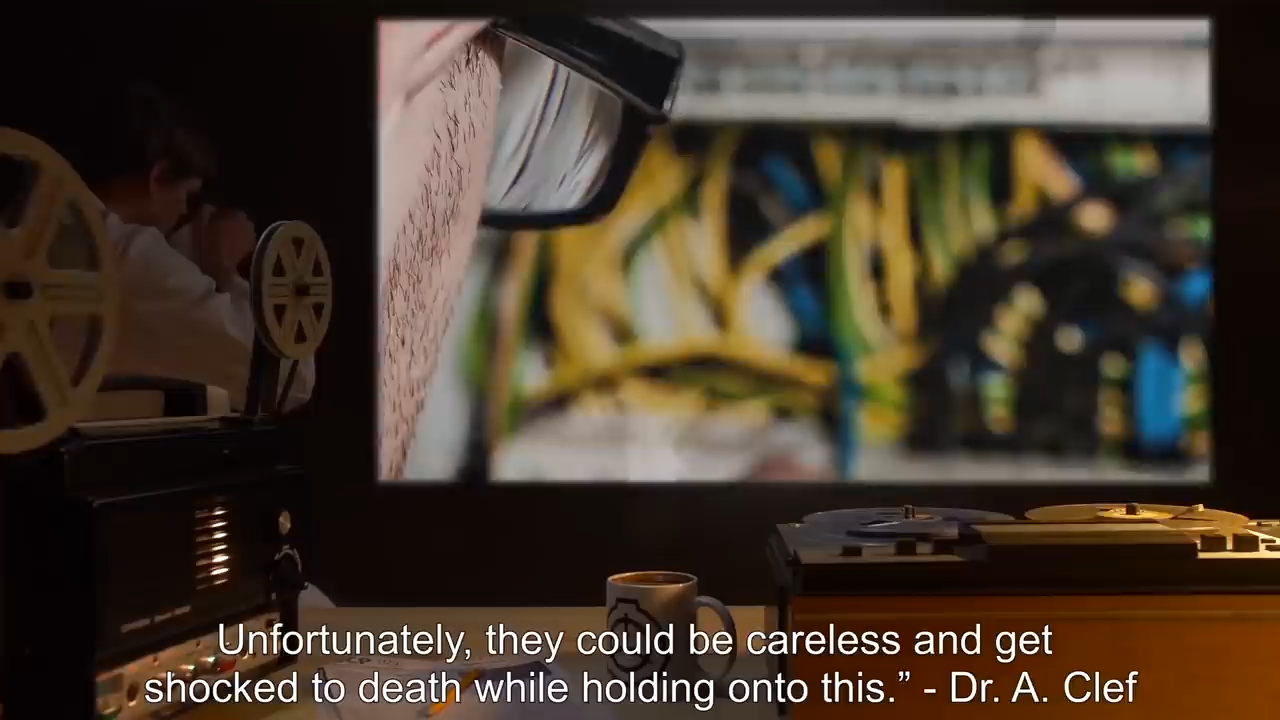 Unfortunately, they could be careless and get
shocked to death while holding onto this.” - Dr. A. Clef